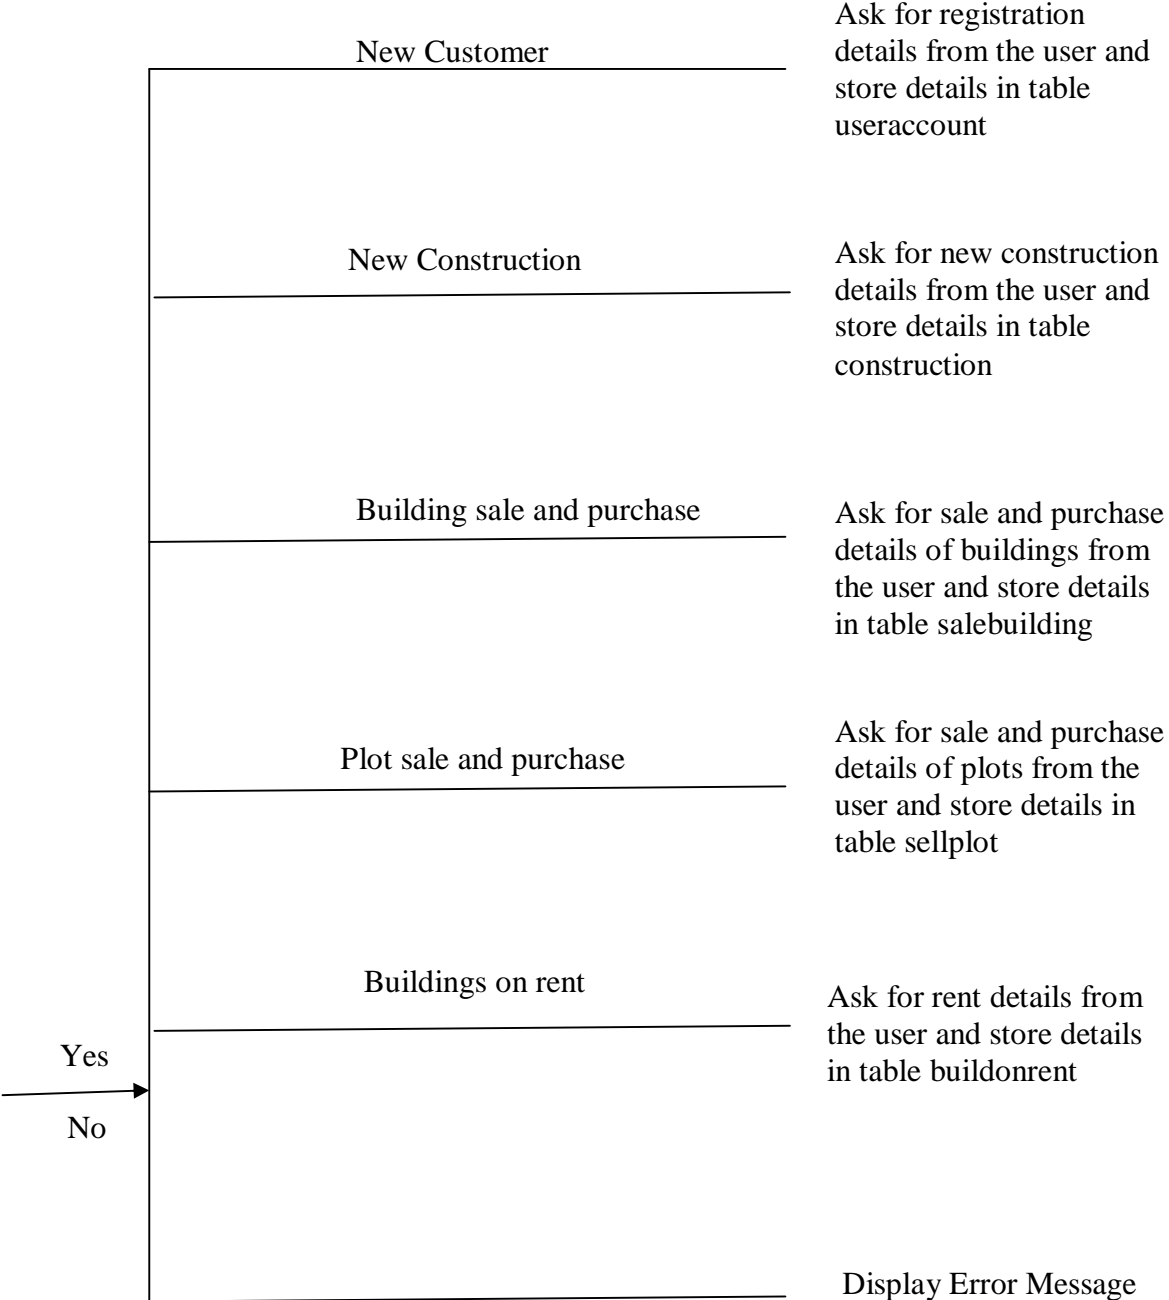 New Customer
Ask for registration
details from the user and
store details in table
useraccount
New Construction
Ask for new construction
details from the user and
store details in table
construction
Building sale and purchase
Ask for sale and purchase
details of buildings from
the user and store details
in table salebuilding
Plot sale and purchase
Ask for sale and purchase
details of plots from the
user and store details in
table sellplot
Buildings on rent
Ask for rent details from
the user and store details
in table buildonrent
Yes
No
Display Error Message